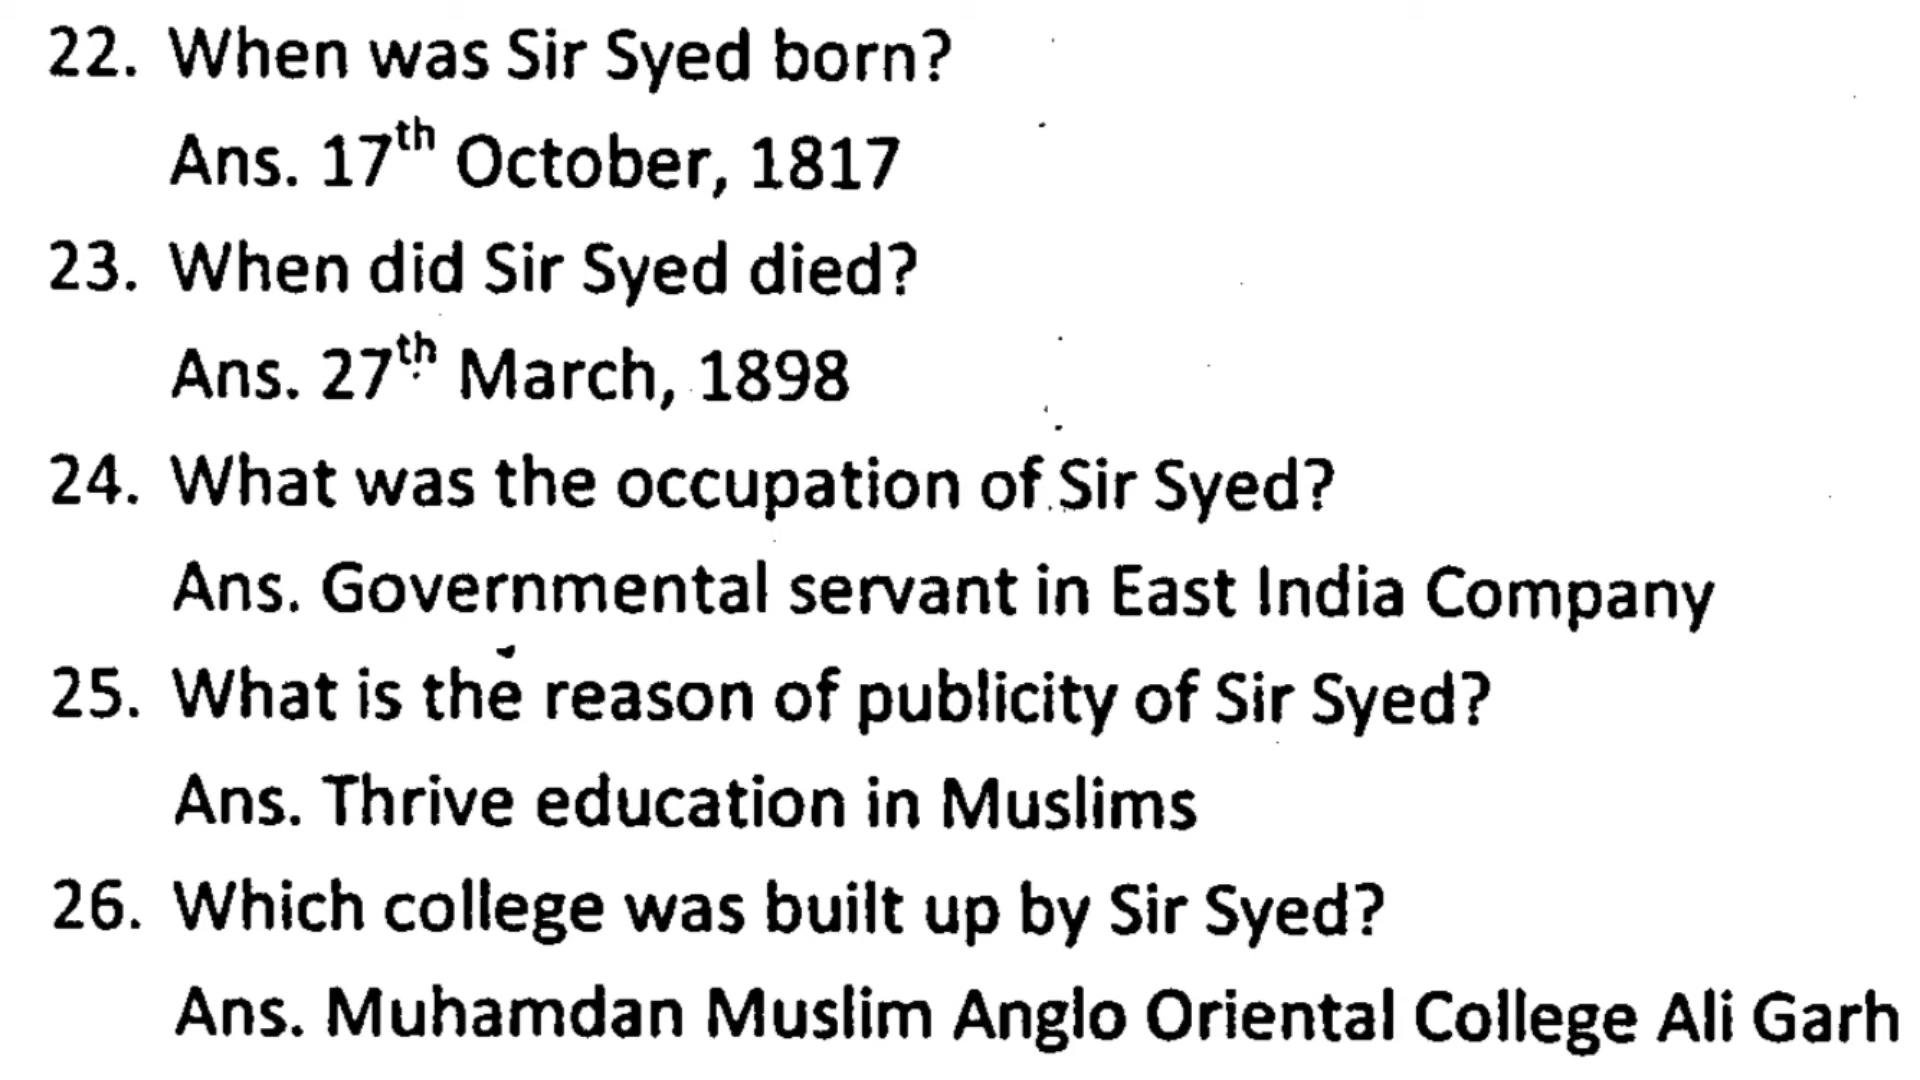 22. When was Sir Syed born?
Ans. 17th October, 1817
23. When did Sir Syed died?
Ans. 27th March, 1898
24. What was the occupation of Sir Syed?
Ans. Governmental servant in East India Company
25. What is the reason of publicity of Sir Syed?
Ans. Thrive education in Muslims
26. Which college was built up by Sir Syed?
Ans. Muhamdan Muslim Anglo Oriental College Ali Garh